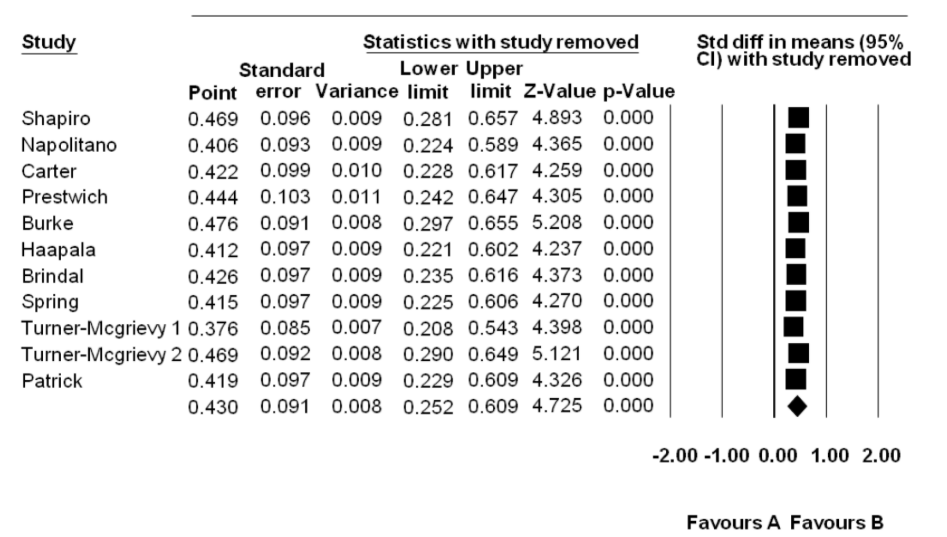 Study Statistics with study removed Std diff in means (95% CI) with study removed
Point Standard error Variance Lower limit Upper limit Z-Value p-Value
Shapiro 0.469 0.096 0.009 0.281 0.657 4.893 0.000
Napolitano 0.406 0.093 0.009 0.224 0.589 4.365 0.000
Carter 0.422 0.099 0.010 0.228 0.617 4.259 0.000
Prestwich 0.444 0.103 0.011 0.242 0.647 4.305 0.000
Burke 0.476 0.091 0.008 0.297 0.655 5.208 0.000
Haapala 0.412 0.097 0.009 0.221 0.602 4.237 0.000
Brindal 0.426 0.097 0.009 0.235 0.616 4.373 0.000
Spring 0.415 0.097 0.009 0.225 0.606 4.270 0.000
Turner-Mcgrievy 1 0.376 0.085 0.007 0.208 0.543 4.398 0.000
Turner-Mcgrievy 2 0.469 0.092 0.008 0.290 0.649 5.121 0.000
Patrick 0.419 0.097 0.009 0.229 0.609 4.326 0.000
0.430 0.091 0.008 0.252 0.609 4.725 0.000
-2.00 -1.00 0.00 1.00 2.00
Favours A Favours B